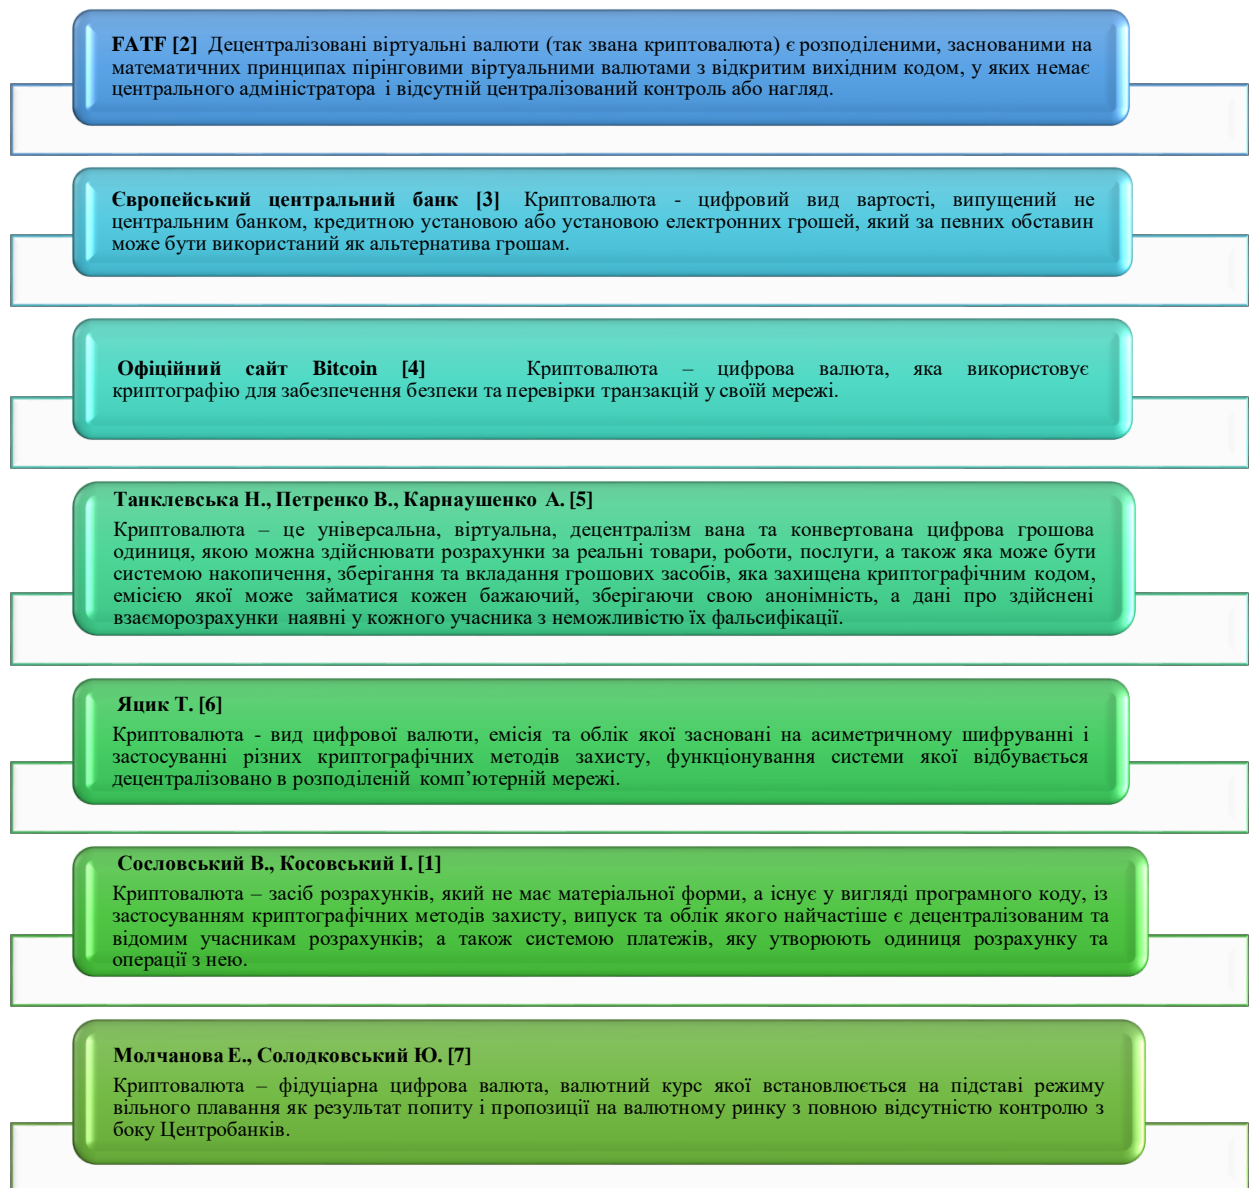 FATF [2] Децентралізовані віртуальні валюти (так звана криптовалюта) є розподіленими, заснованими на
математичних принципах пірінговими віртуальними валютами з відкритим вихідним кодом, у яких немає
центрального адміністратора і відсутній централізований контроль або нагляд.
Європейський центральний банк [3] Криптовалюта - цифровий вид вартості, випущений не
центральним банком, кредитною установою або установою електронних грошей, який за певних обставин
може бути використаний як альтернатива грошам.
Офіційний сайт Bitcoin [4] Криптовалюта – цифрова валюта, яка використовує
криптографію для забезпечення безпеки та перевірки транзакцій у своїй мережі.
Танклевська Н., Петренко В., Карнаушенко А. [5]
Криптовалюта – це універсальна, віртуальна, децентралізм вана та конвертована цифрова грошова
одиниця, якою можна здійснювати розрахунки за реальні товари, роботи, послуги, а також яка може бути
системою накопичення, зберігання та вкладання грошових засобів, яка захищена криптографічним кодом,
емісією якої може займатися кожен бажаючий, зберігаючи свою анонімність, а дані про здійснені
взаєморозрахунки наявні у кожного учасника з неможливістю їх фальсифікації.
Яцик Т. [6]
Криптовалюта - вид цифрової валюти, емісія та облік якої засновані на асиметричному шифруванні і
застосуванні різних криптографічних методів захисту, функціонування системи якої відбувається
децентралізовано в розподіленій комп’ютерній мережі.
Сословський В., Косовський І. [1]
Криптовалюта – засіб розрахунків, який не має матеріальної форми, а існує у вигляді програмного коду, із
застосуванням криптографічних методів захисту, випуск та облік якого найчастіше є децентралізованим та
відомим учасникам розрахунків; а також системою платежів, яку утворюють одиниця розрахунку та
операції з нею.
Молчанова Е., Солодковський Ю. [7]
Криптовалюта – фідуціарна цифрова валюта, валютний курс якої встановлюється на підставі режиму
вільного плавання як результат попиту і пропозиції на валютному ринку з повною відсутністю контролю з
боку Центробанків.